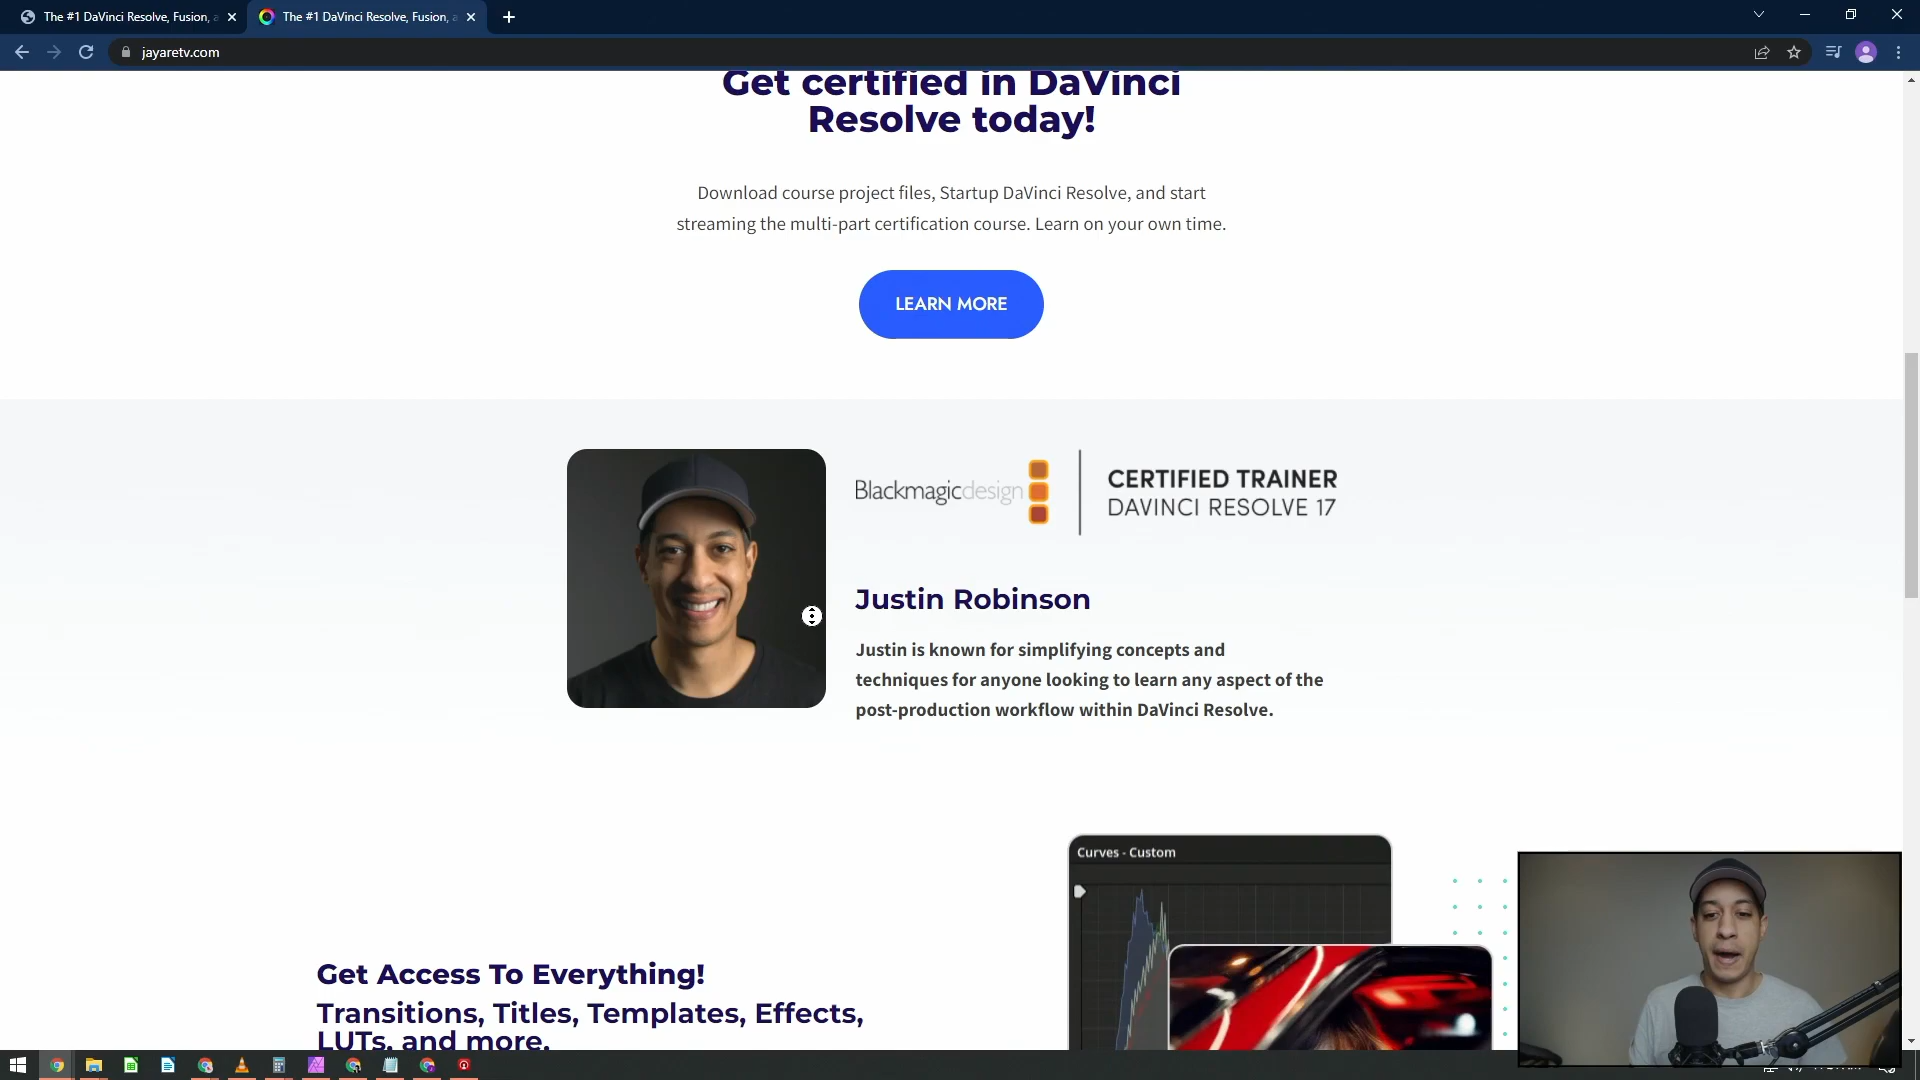 The #1 DaVinci Resolve, Fusion, a
The #1 DaVinci Resolve, Fusion, a
jayaretv.com
Get certified in DaVinci
Resolve today!
Download course project files, Startup DaVinci Resolve, and start
streaming the multi-part certification course. Learn on your own time.
LEARN MORE
Blackmagicdesign
CERTIFIED TRAINER
DAVINCI RESOLVE 17
Justin Robinson
Justin is known for simplifying concepts and
techniques for anyone looking to learn any aspect of the
post-production workflow within DaVinci Resolve.
Curves - Custom
Get Access To Everything!
Transitions, Titles, Templates, Effects,
LUTs, and more.